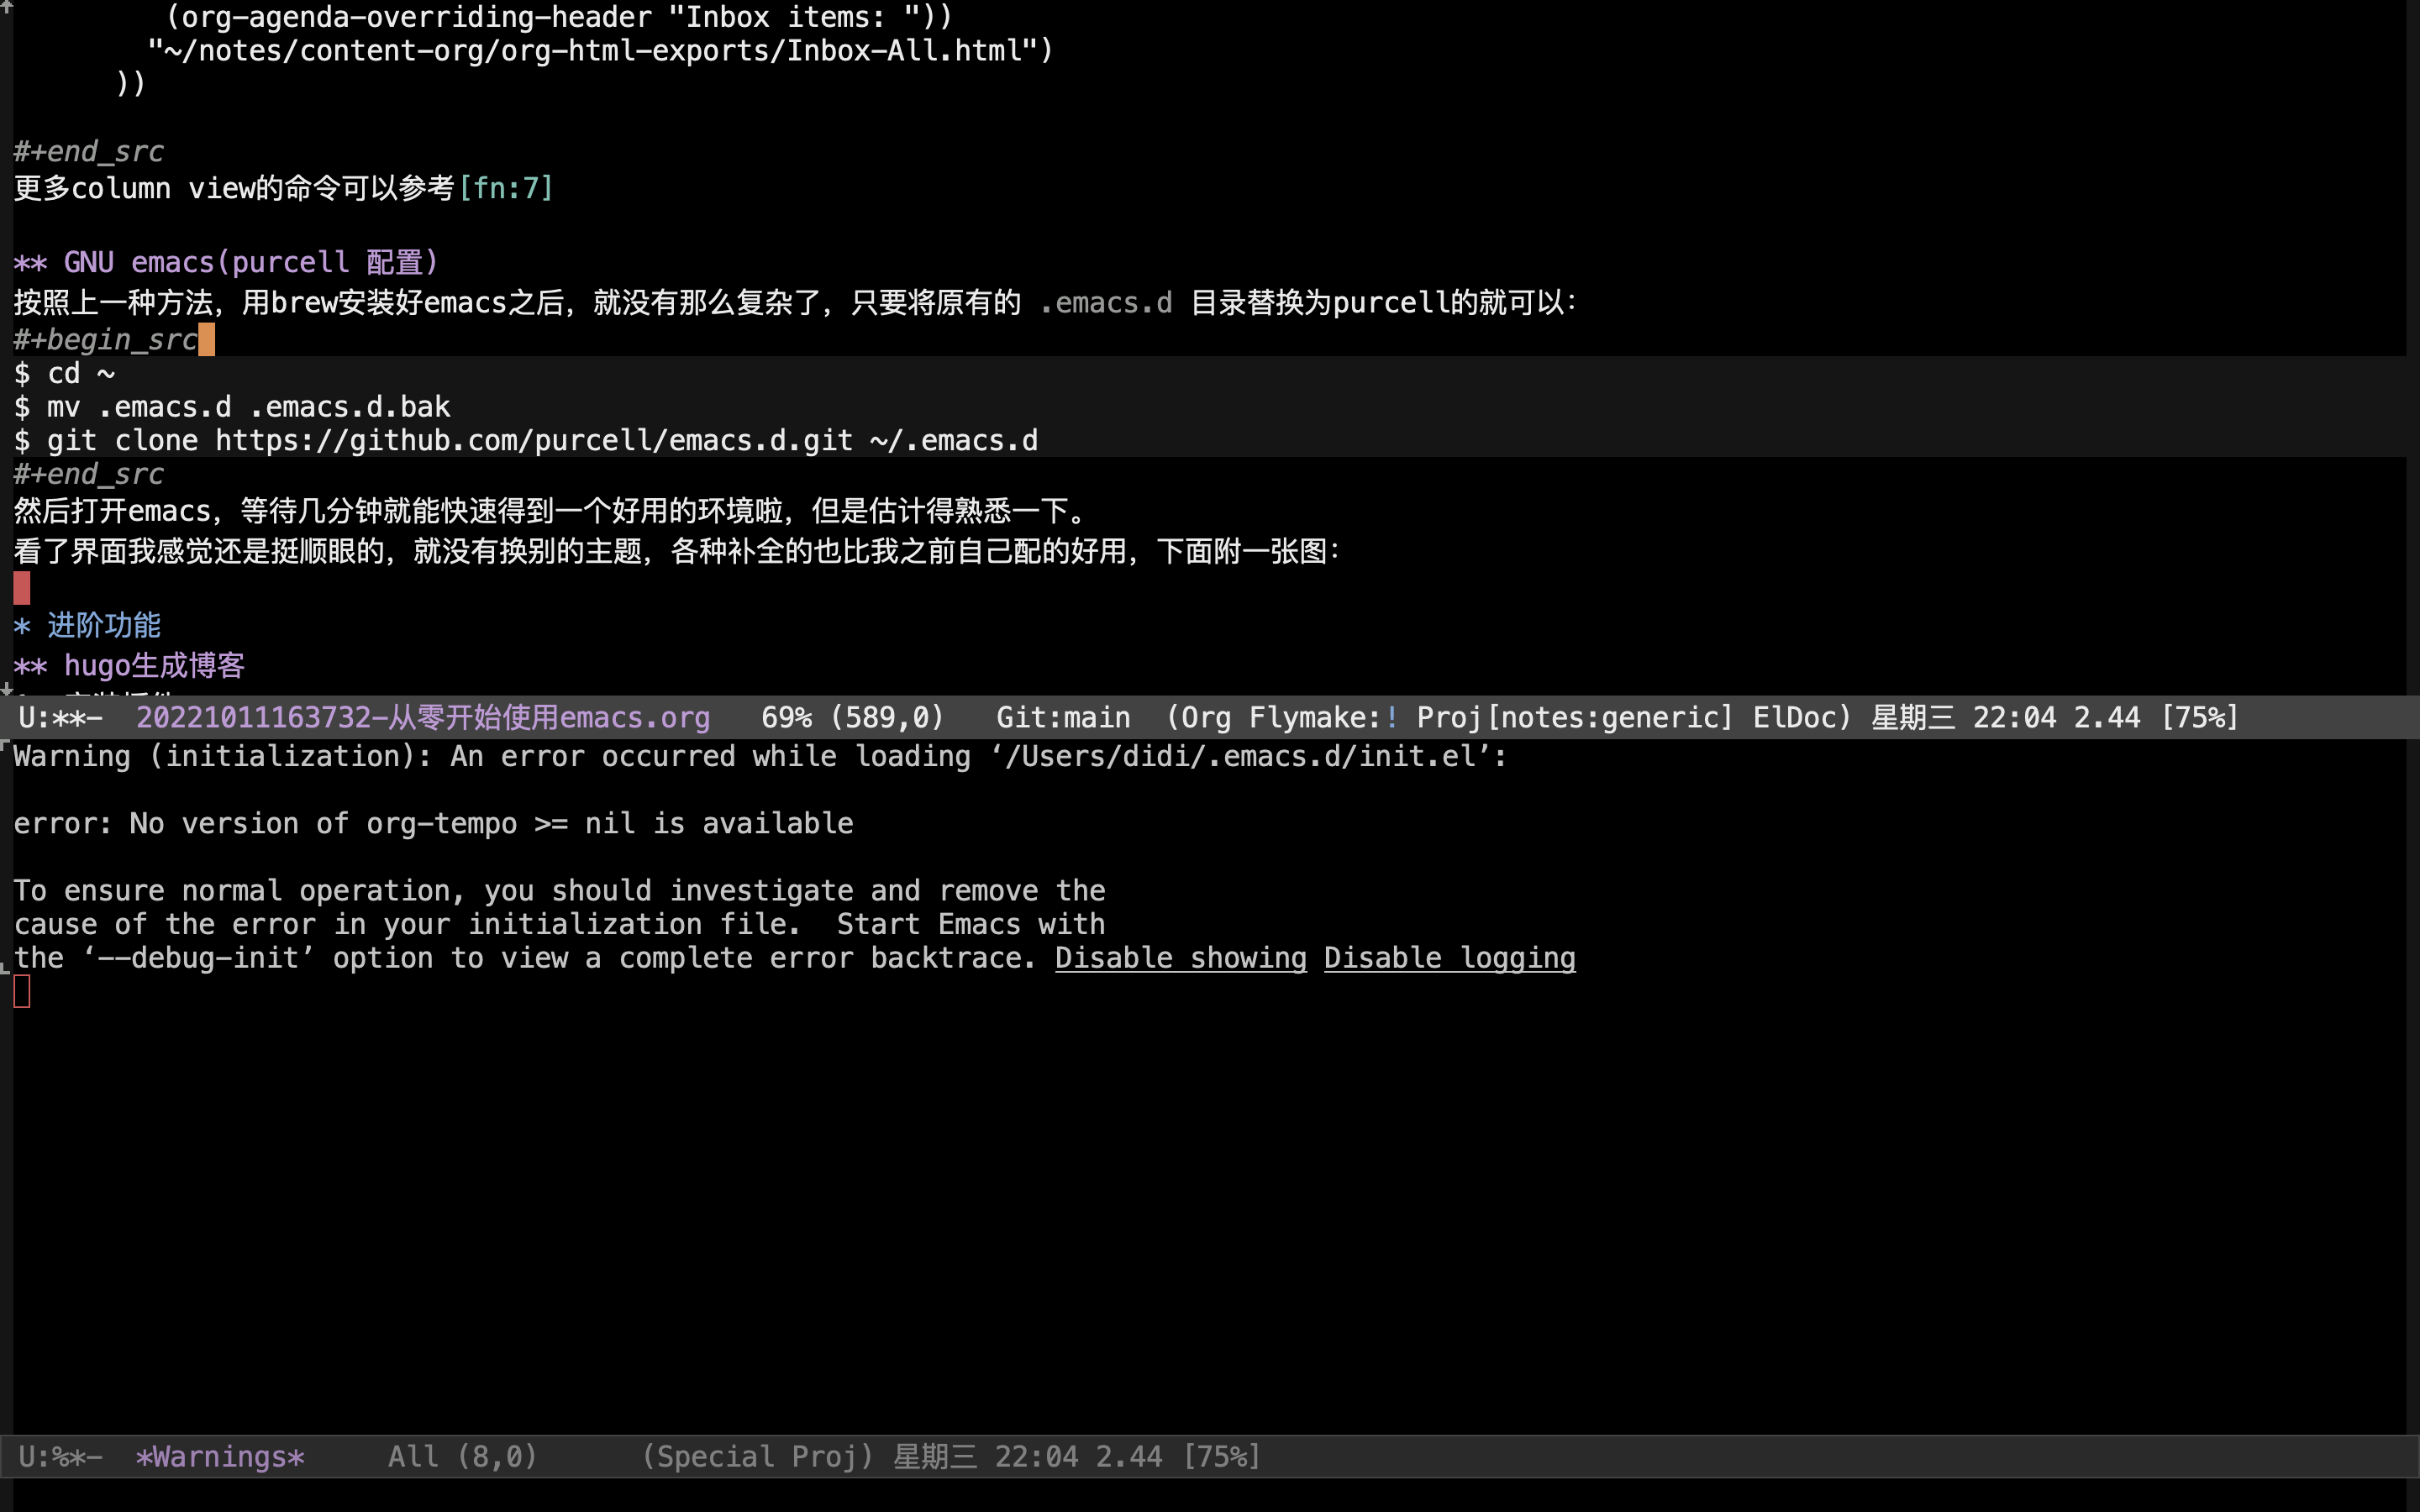 (org-agenda-overriding-header "Inbox items: "))
"~/notes/content-org/org-html-exports/Inbox-All.html")
))
#+end_src
更多column view的命令可以参考[fn:7]
** GNU emacs(purcell 配置)
按照上一种方法，用brew安装好emacs之后，就没有那么复杂了，只要将原有的 .emacs.d 目录替换为purcell的就可以：
#+begin_src
$ cd ~
$ mv .emacs.d .emacs.d.bak
$ git clone https://github.com/purcell/emacs.d.git ~/.emacs.d
#+end_src
然后打开emacs，等待几分钟就能快速得到一个好用的环境啦，但是估计得熟悉一下。
看了界面我感觉还是挺顺眼的，就没有换别的主题，各种补全的也比我之前自己配的好用，下面附一张图：
* 进阶功能
** hugo生成博客
U:**-  20221011163732-从零开始使用emacs.org   69% (589,0)   Git:main  (Org Flymake:! Proj[notes:generic] ElDoc) 星期三 22:04 2.44 [75%]
Warning (initialization): An error occurred while loading ‘/Users/didi/.emacs.d/init.el’:
error: No version of org-tempo >= nil is available
To ensure normal operation, you should investigate and remove the
cause of the error in your initialization file.  Start Emacs with
the ‘--debug-init’ option to view a complete error backtrace. Disable showing Disable logging
U:%*-  *Warnings*     All (8,0)      (Special Proj) 星期三 22:04 2.44 [75%]